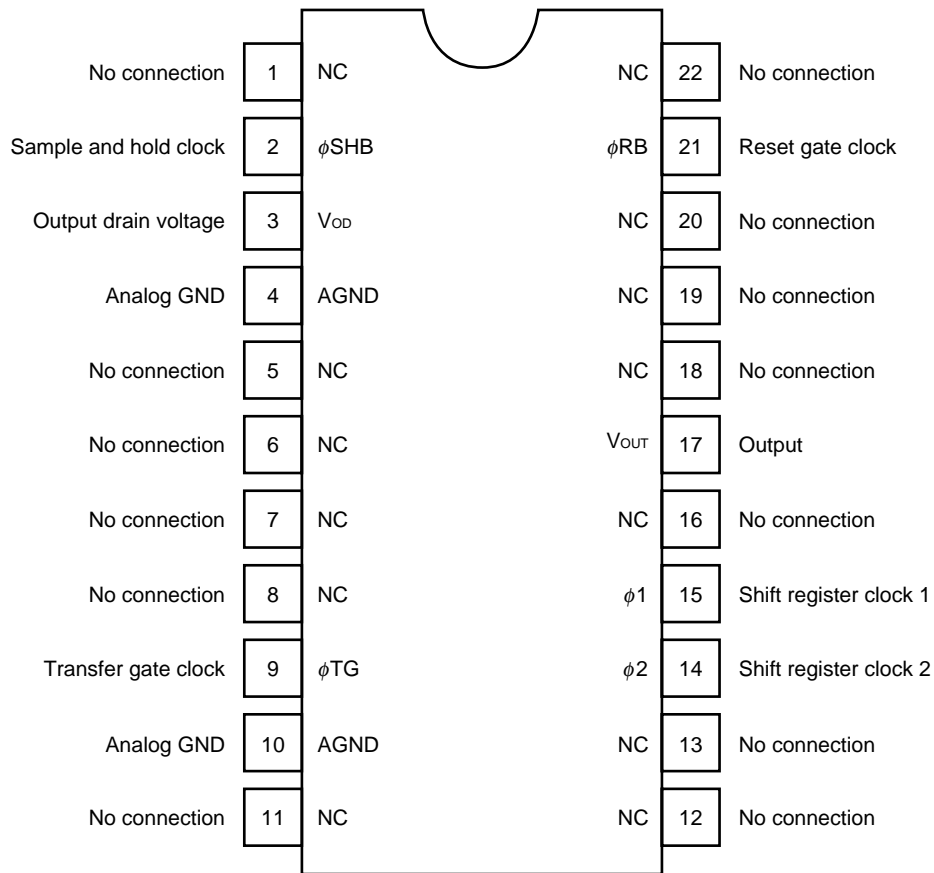 No connection 1 NC NC 22 No connection
Sample and hold clock 2 ϕSHB ϕRB 21 Reset gate clock
Output drain voltage 3 VOD NC 20 No connection
Analog GND 4 AGND NC 19 No connection
No connection 5 NC NC 18 No connection
No connection 6 NC VOUT 17 Output
No connection 7 NC NC 16 No connection
No connection 8 NC ϕ1 15 Shift register clock 1
Transfer gate clock 9 ϕTG ϕ2 14 Shift register clock 2
Analog GND 10 AGND NC 13 No connection
No connection 11 NC NC 12 No connection